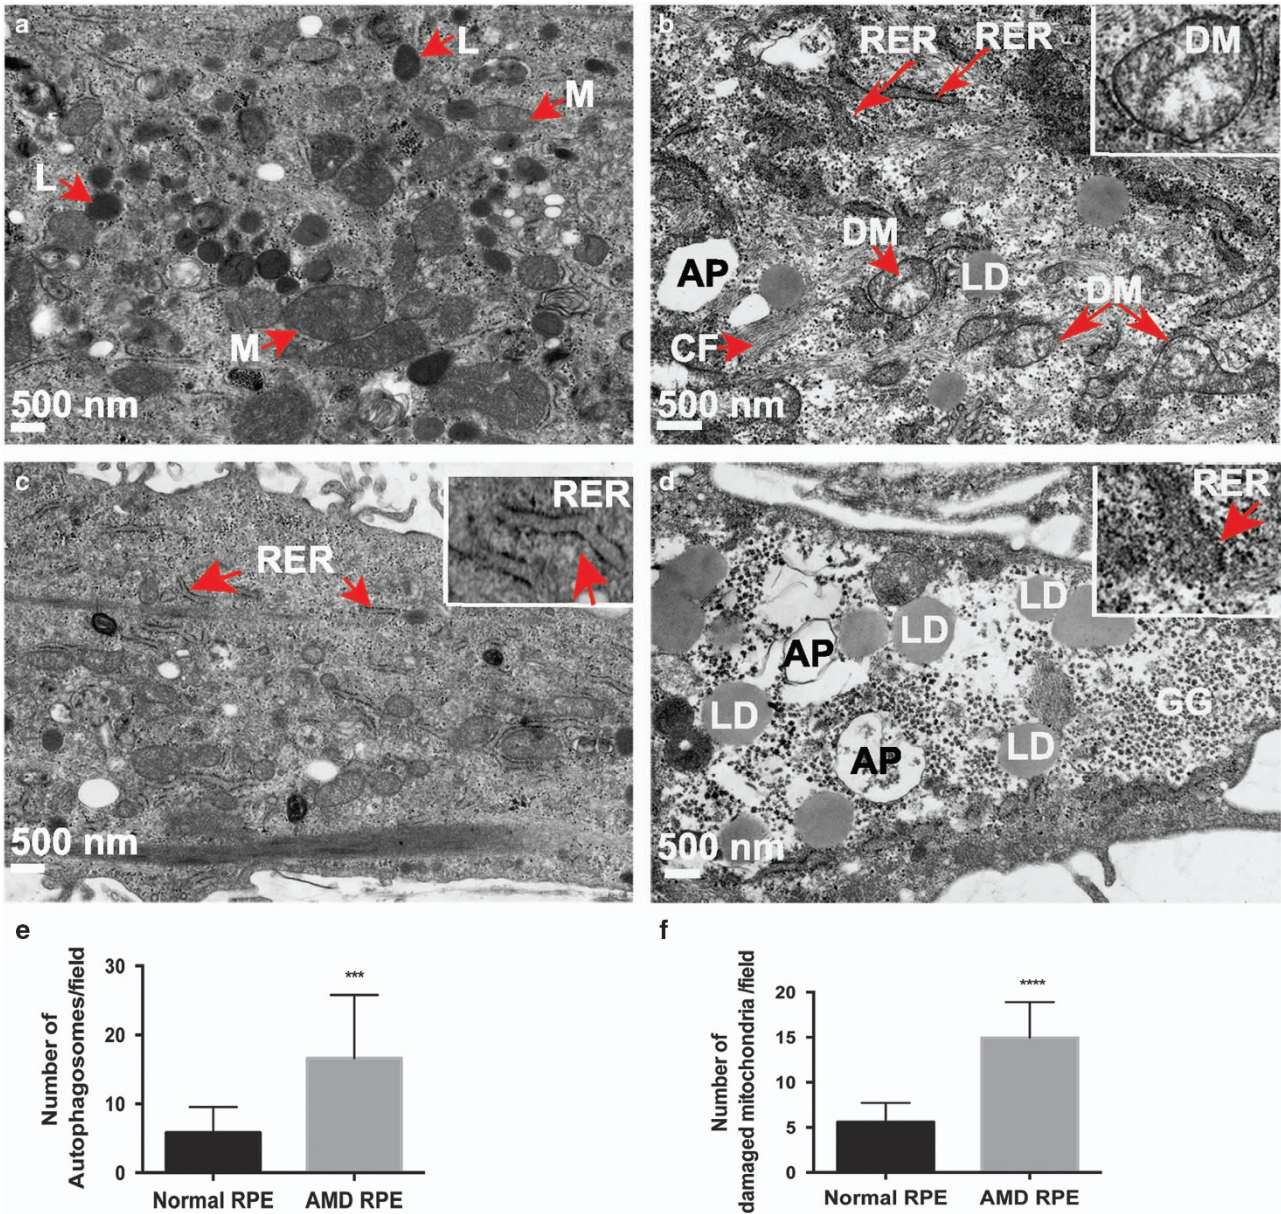 a
L
M
L
M
500 nm
b
RER
RER
DM
DM
AP
LD
DM
CF
500 nm
c
RER
RER
500 nm
d
RER
LD
LD
AP
LD
GG
LD
AP
500 nm
e
Number of
Autophagosomes/field
30
20
10
0
***
Normal RPE
AMD RPE
f
Number of
damaged mitochondria /field
20
15
10
5
0
****
Normal RPE
AMD RPE